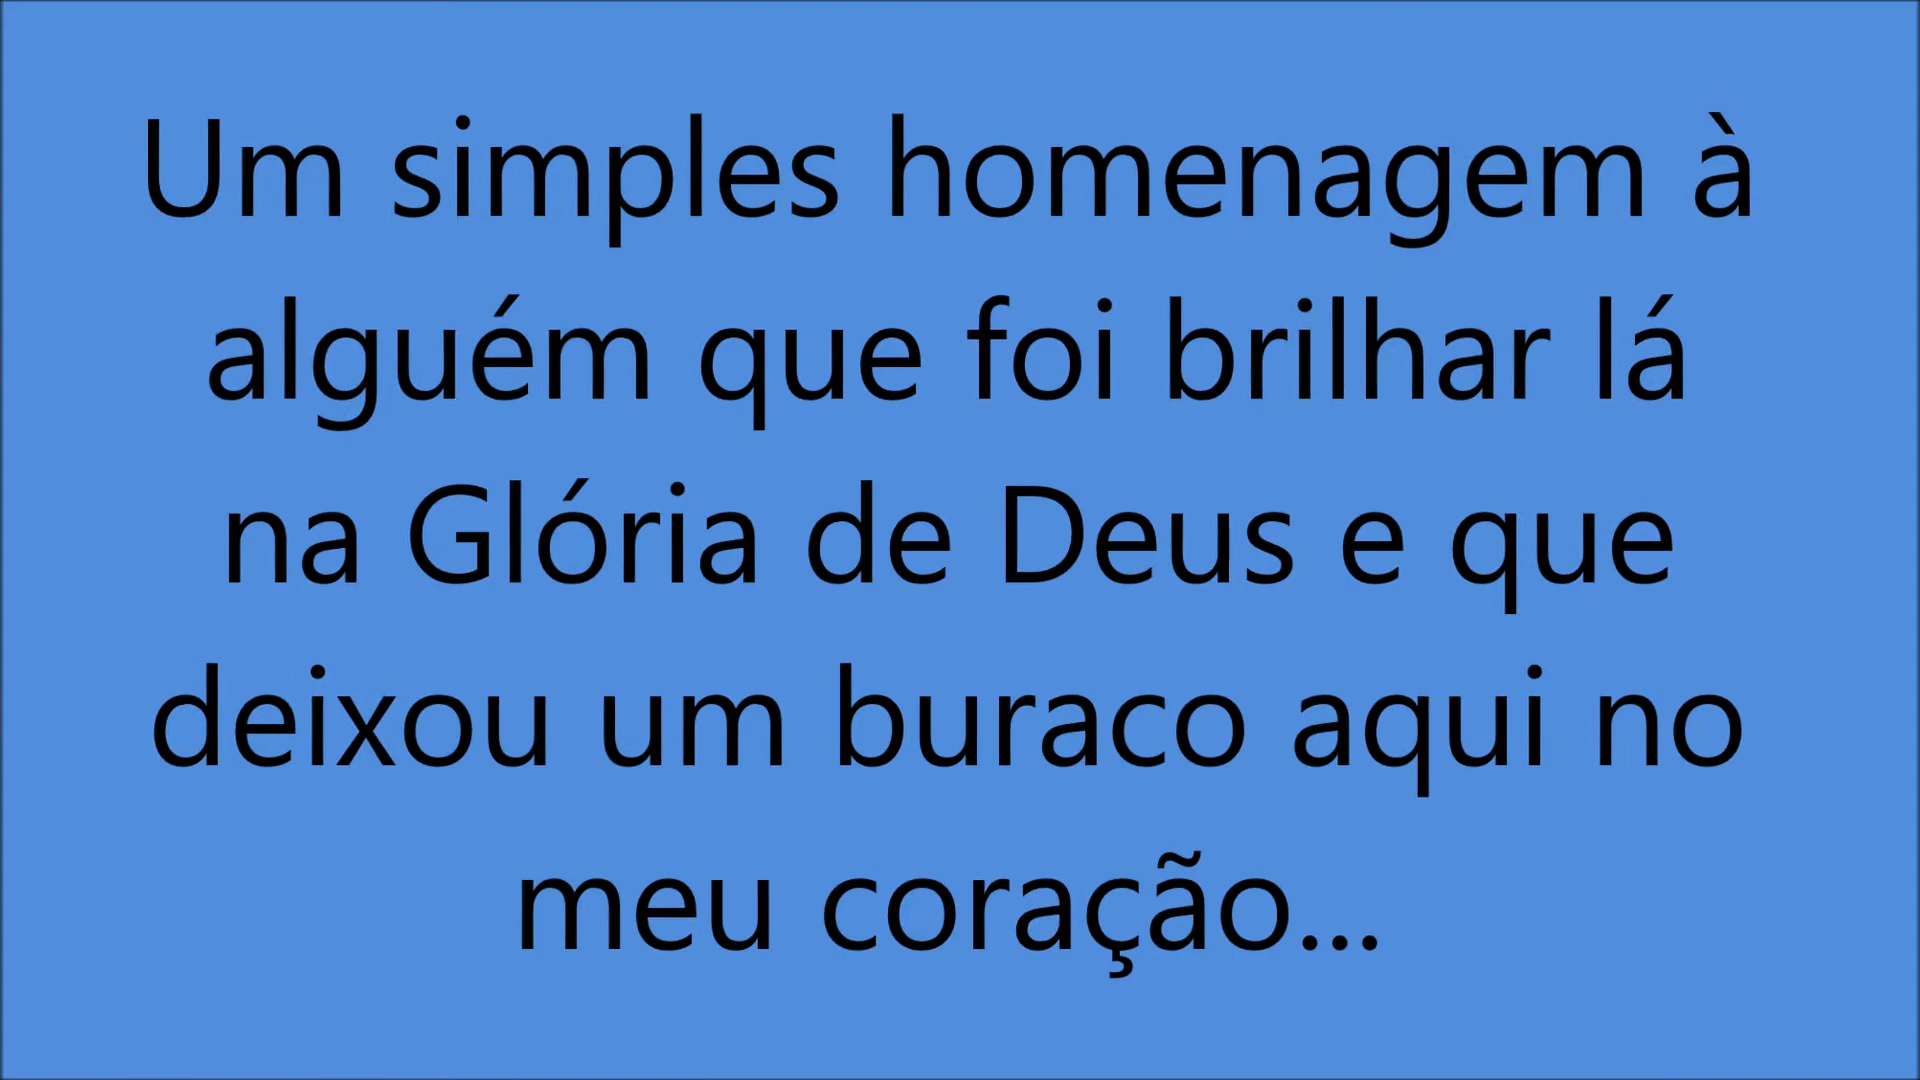 Um simples homenagem à
alguém que foi brilhar lá
na Glória de Deus e que
deixou um buraco aqui no
meu coração...